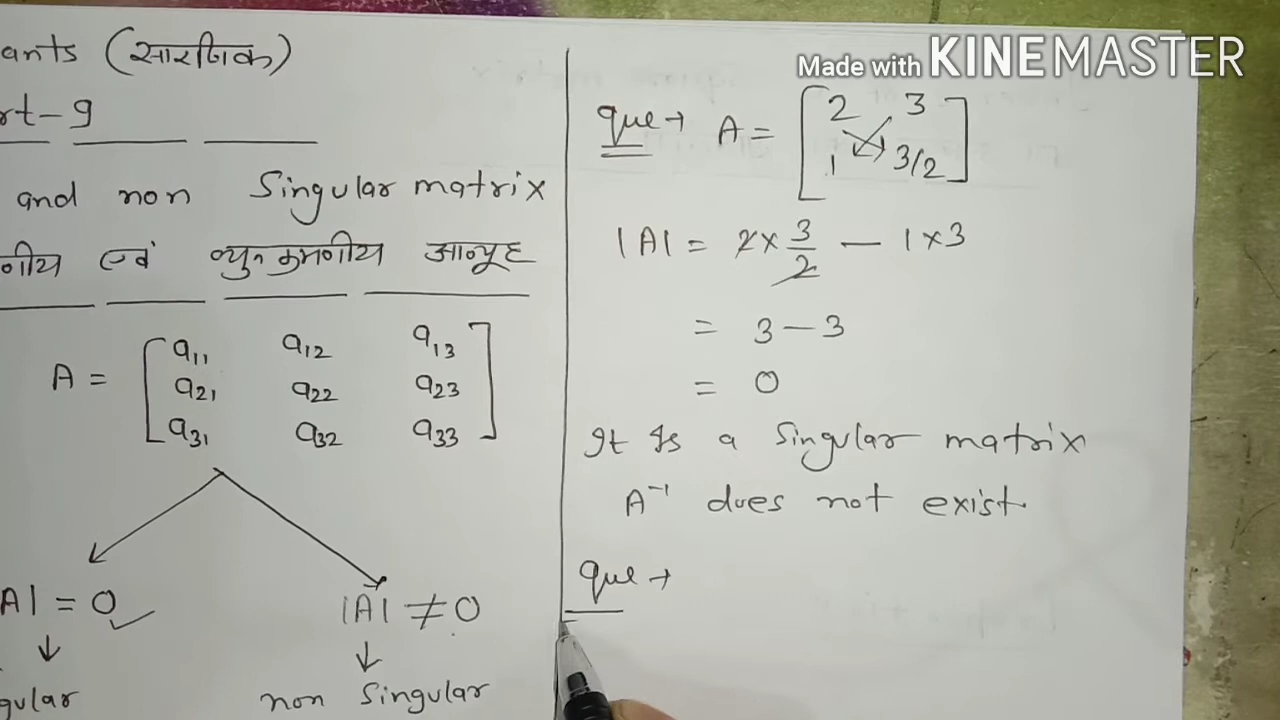 ants (सारणिक)
rt-9
and non Singular matrix
णीय एवं व्युत्क्रमणीय आव्यूह
A = [a11 a12 a13
a21 a22 a23
a31 a32 a33]
A| = 0
|A| ≠ 0
gular
non Singular
Made with KINEMASTER
que → A = [2 3
1 3/2]
|A| = 2 × 3/2 — 1 × 3
= 3 — 3
= 0
It is a Singular matrix
A⁻¹ does not exist.
que →